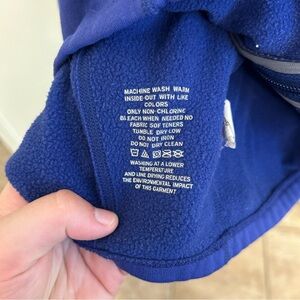 MACHINE WASH WARM
INSIDE OUT WITH LIKE
COLORS
ONLY NON-CHLORINE
BLEACH WHEN NEEDED NO
FABRIC SOFTENERS
TUMBLE DRY LOW
DO NOT IRON
DO NOT DRY CLEAN
WASHING AT A LOWER
TEMPERATURE
AND LINE DRYING REDUCES
THE ENVIRONMENTAL IMPACT
OF THIS GARMENT